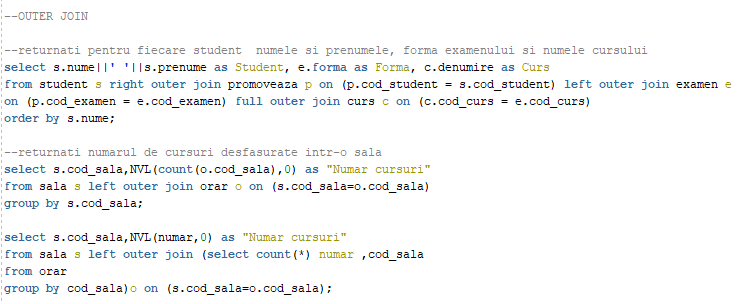 --OUTER JOIN
--returnati pentru fiecare student  numele si prenumele, forma examenului si numele cursului
select s.nume||' '||s.prenume as Student, e.forma as Forma, c.denumire as Curs
from student s right outer join promoveaza p on (p.cod_student = s.cod_student) left outer join examen e
on (p.cod_examen = e.cod_examen) full outer join curs c on (c.cod_curs = e.cod_curs)
order by s.nume;
--returnati numarul de cursuri desfasurate intr-o sala
select s.cod_sala,NVL(count(o.cod_sala),0) as "Numar cursuri"
from sala s left outer join orar o on (s.cod_sala=o.cod_sala)
group by s.cod_sala;
select s.cod_sala,NVL(numar,0) as "Numar cursuri"
from sala s left outer join (select count(*) numar ,cod_sala
from orar
group by cod_sala)o on (s.cod_sala=o.cod_sala);